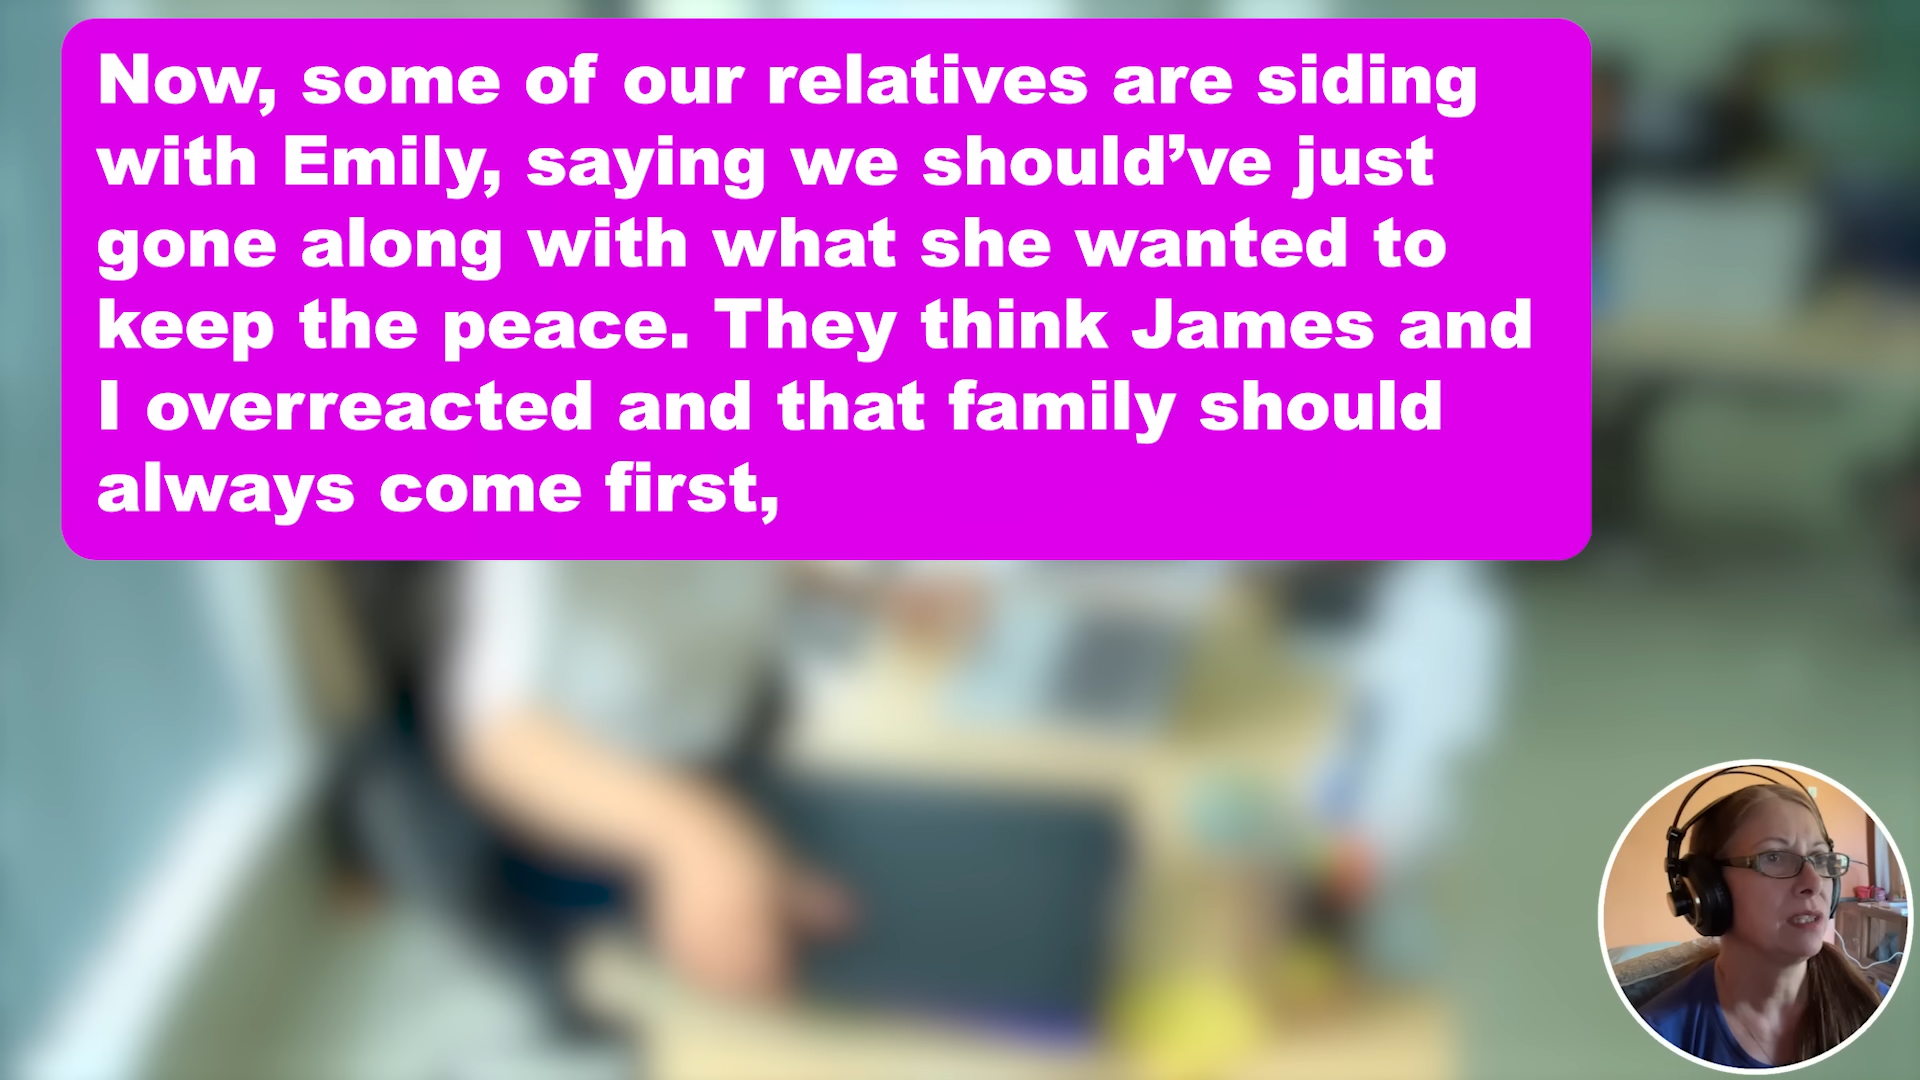 Now, some of our relatives are siding
with Emily, saying we should’ve just
gone along with what she wanted to
keep the peace. They think James and
I overreacted and that family should
always come first,